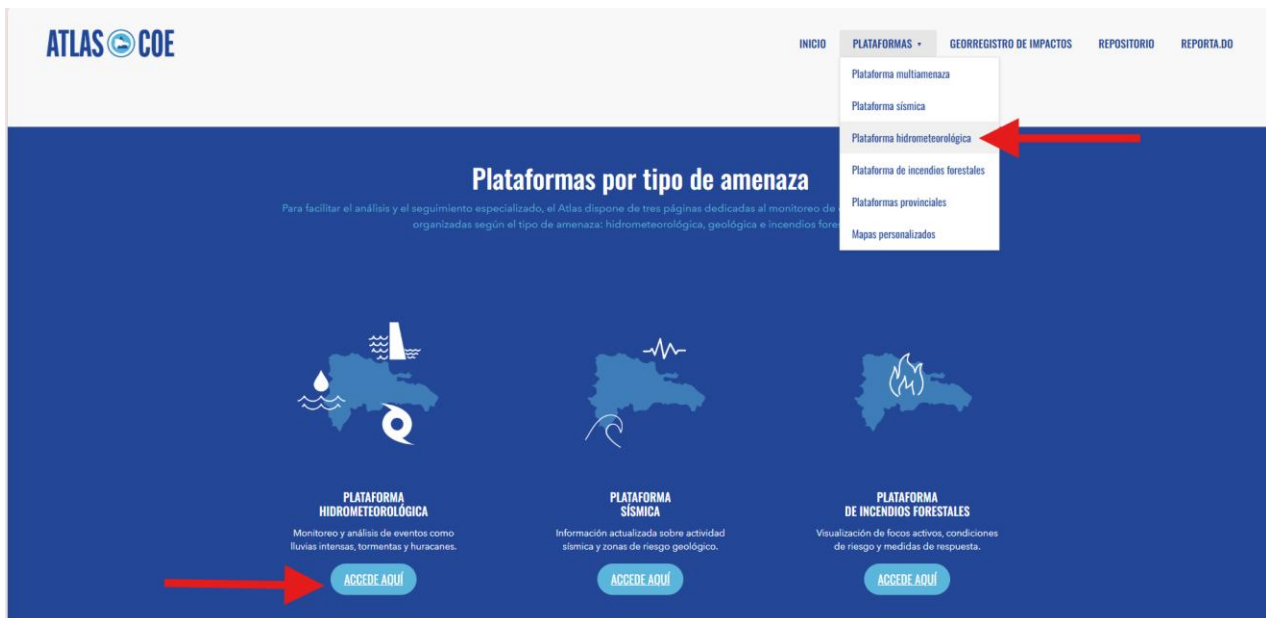 ATLAS COE
INICIO
PLATAFORMAS
GEORREGISTRO DE IMPACTOS
REPOSITORIO
REPORTA.DO
Plataforma multiamenaza
Plataforma sísmica
Plataforma hidrometeorológica
Plataforma de incendios forestales
Plataformas provinciales
Mapas personalizados
Plataformas por tipo de amenaza
Para facilitar el análisis y el seguimiento especializado, el Atlas dispone de tres páginas dedicadas al monitoreo de
organizadas según el tipo de amenaza: hidrometeorológica, geológica e incendios
PLATAFORMA
HIDROMETEOROLÓGICA
Monitoreo y análisis de eventos como
lluvias intensas, tormentas y huracanes.
ACCEDE AQUÍ
PLATAFORMA
SÍSMICA
Información actualizada sobre actividad
sísmica y zonas de riesgo geológico.
ACCEDE AQUÍ
PLATAFORMA
DE INCENDIOS FORESTALES
Visualización de focos activos, condiciones
de riesgo y medidas de respuesta.
ACCEDE AQUÍ